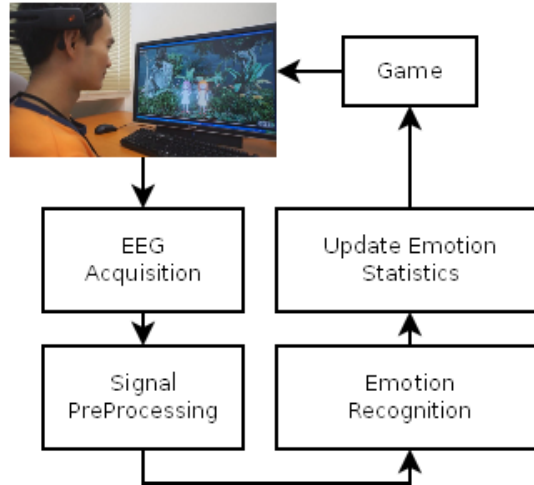 Game
EEG
Acquisition
Update Emotion
Statistics
Signal
PreProcessing
Emotion
Recognition